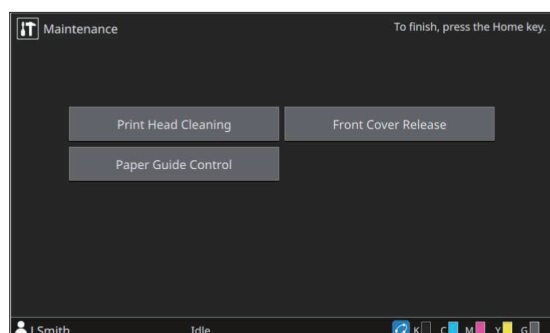 Maintenance
To finish, press the Home key.
Print Head Cleaning
Front Cover Release
Paper Guide Control
J Smith
Idle
K C M Y G